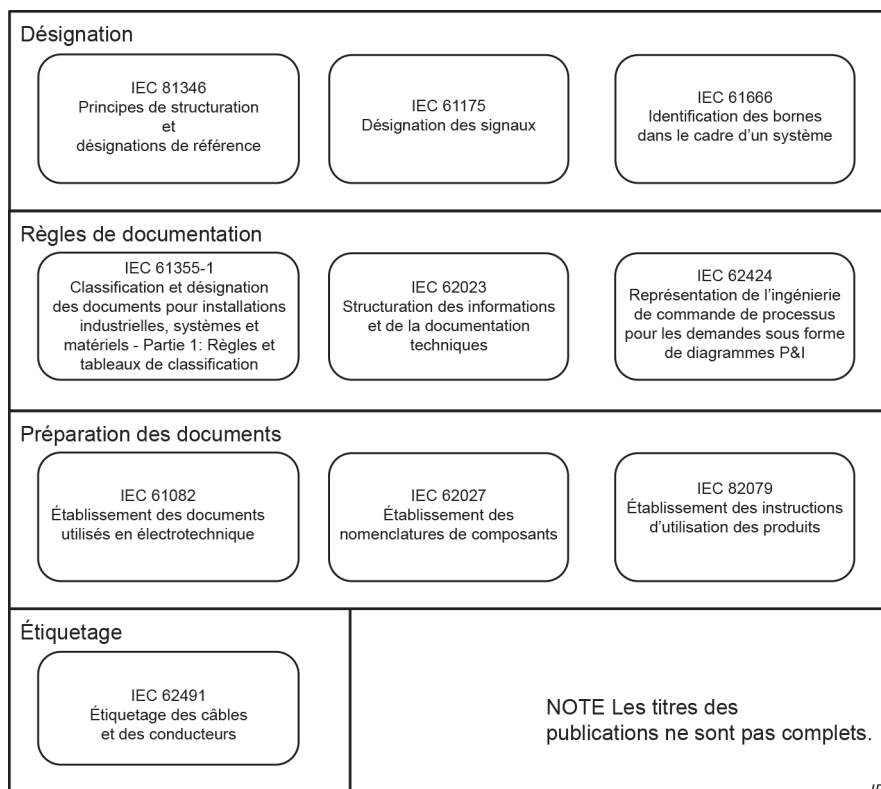 Désignation
IEC 81346
Principes de structuration
et
désignations de référence
IEC 61175
Désignation des signaux
IEC 61666
Identification des bornes
dans le cadre d'un système
Règles de documentation
IEC 61355-1
Classification et désignation
des documents pour installations
industrielles, systèmes et
matériels - Partie 1: Règles et
tableaux de classification
IEC 62023
Structuration des informations
et de la documentation
techniques
IEC 62424
Représentation de l'ingénierie
de commande de processus
pour les demandes sous forme
de diagrammes P&I
Préparation des documents
IEC 61082
Établissement des documents
utilisés en électrotechnique
IEC 62027
Établissement des
nomenclatures de composants
IEC 82079
Établissement des instructions
d'utilisation des produits
Étiquetage
IEC 62491
Étiquetage des câbles
et des conducteurs
NOTE Les titres des
publications ne sont pas complets.